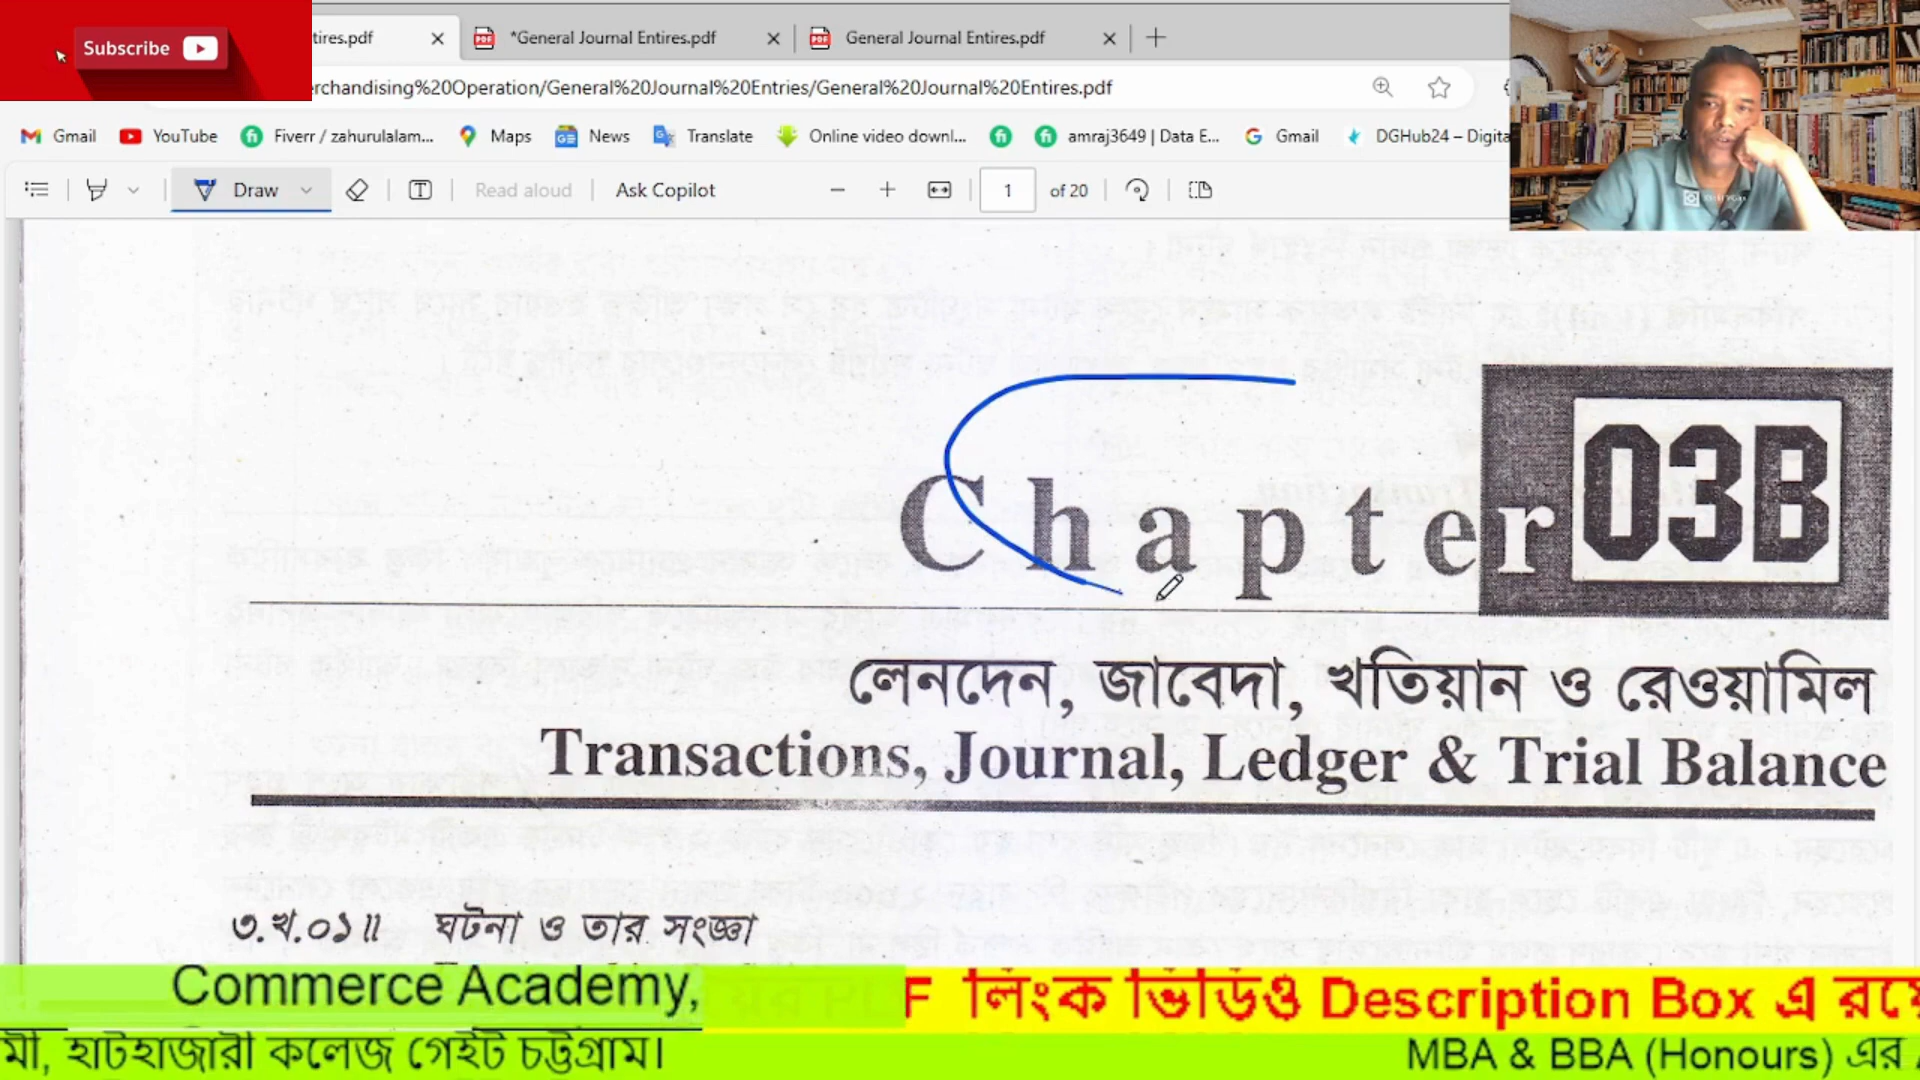 Subscribe
tires.pdf
*General Journal Entires.pdf
General Journal Entires.pdf
erchandising%20Operation/General%20Journal%20Entries/General%20Journal%20Entires.pdf
Gmail
YouTube
Fiverr / zahurulalam...
Maps
News
Translate
Online video downl...
amraj3649 | Data E...
Gmail
DGHub24 – Digita
Draw
Read aloud
Ask Copilot
1
of 20
Chapter 03B
লেনদেন, জাবেদা, খতিয়ান ও রেওয়ামিল
Transactions, Journal, Ledger & Trial Balance
৩.খ.০১॥ ঘটনা ও তার সংজ্ঞা
Commerce Academy,
লিংক ভিডিও Description Box এ
মী, হাটহাজারী কলেজ গেইট চট্টগ্রাম।
MBA & BBA (Honours) এর